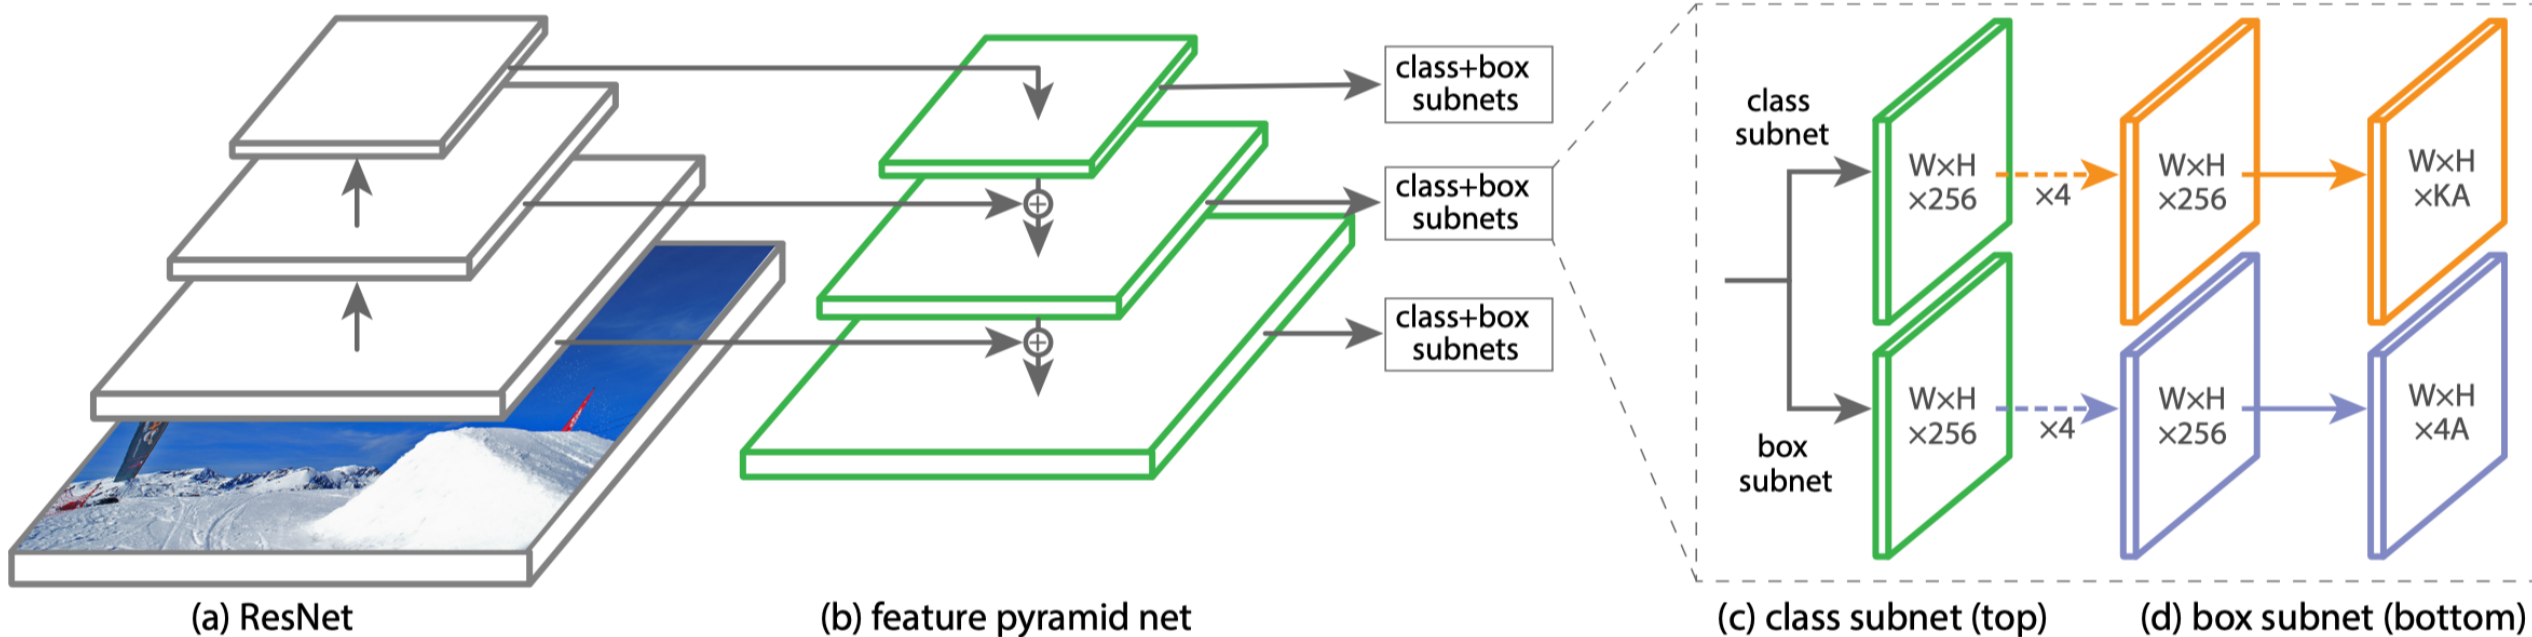 class+box
subnets
class+box
subnets
class+box
subnets
class
subnet
W×H
×256
×4
W×H
×256
W×H
×KA
box
subnet
W×H
×256
×4
W×H
×256
W×H
×4A
(a) ResNet
(b) feature pyramid net
(c) class subnet (top)
(d) box subnet (bottom)